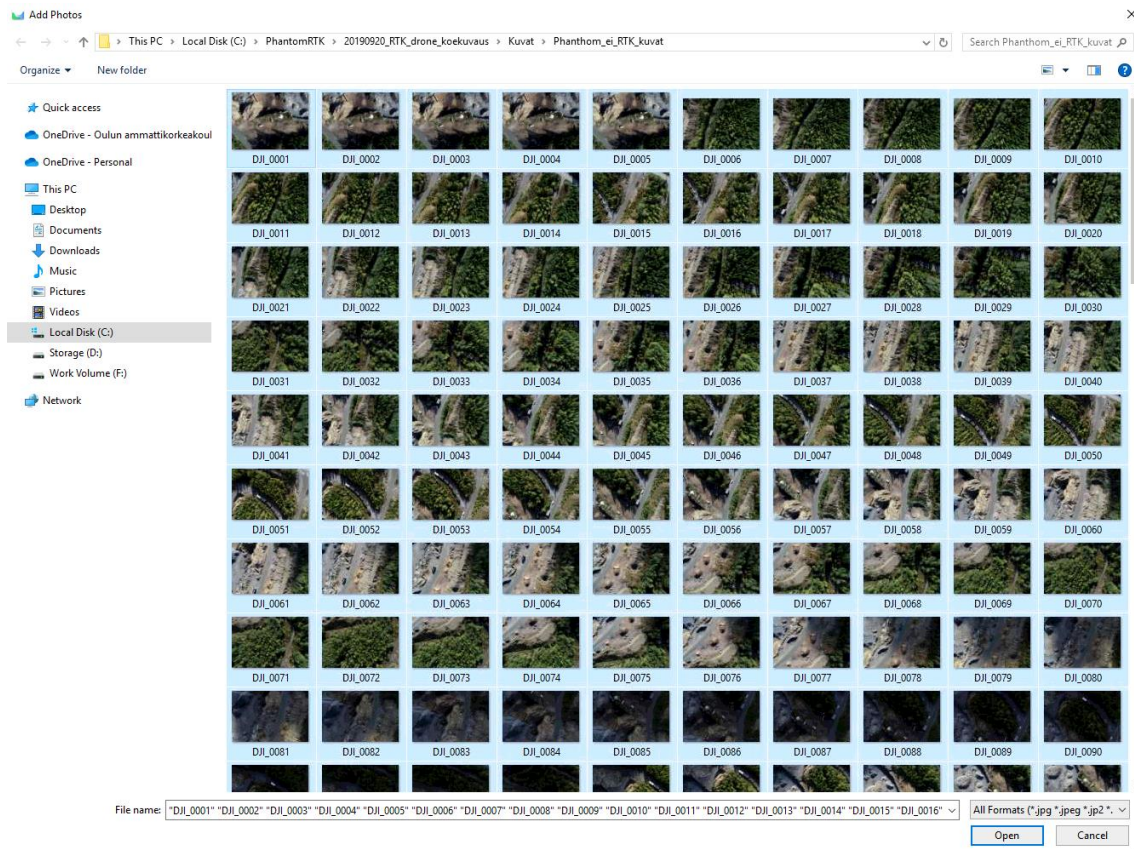 Add Photos
This PC > Local Disk (C:) > PhantomRTK > 20190920_RTK_drone_koekuvaus > Kuvat > Phanthom_ei_RTK_kuvat
Search Phanthom_ei_RTK_kuvat
Organize
New folder
Quick access
OneDrive - Oulun ammattikorkeakoul
OneDrive - Personal
This PC
Desktop
Documents
Downloads
Music
Pictures
Videos
Local Disk (C:)
Storage (D:)
Work Volume (F:)
Network
DJI_0001 DJI_0002 DJI_0003 DJI_0004 DJI_0005 DJI_0006 DJI_0007 DJI_0008 DJI_0009 DJI_0010
DJI_0011 DJI_0012 DJI_0013 DJI_0014 DJI_0015 DJI_0016 DJI_0017 DJI_0018 DJI_0019 DJI_0020
DJI_0021 DJI_0022 DJI_0023 DJI_0024 DJI_0025 DJI_0026 DJI_0027 DJI_0028 DJI_0029 DJI_0030
DJI_0031 DJI_0032 DJI_0033 DJI_0034 DJI_0035 DJI_0036 DJI_0037 DJI_0038 DJI_0039 DJI_0040
DJI_0041 DJI_0042 DJI_0043 DJI_0044 DJI_0045 DJI_0046 DJI_0047 DJI_0048 DJI_0049 DJI_0050
DJI_0051 DJI_0052 DJI_0053 DJI_0054 DJI_0055 DJI_0056 DJI_0057 DJI_0058 DJI_0059 DJI_0060
DJI_0061 DJI_0062 DJI_0063 DJI_0064 DJI_0065 DJI_0066 DJI_0067 DJI_0068 DJI_0069 DJI_0070
DJI_0071 DJI_0072 DJI_0073 DJI_0074 DJI_0075 DJI_0076 DJI_0077 DJI_0078 DJI_0079 DJI_0080
DJI_0081 DJI_0082 DJI_0083 DJI_0084 DJI_0085 DJI_0086 DJI_0087 DJI_0088 DJI_0089 DJI_0090
File name: "DJI_0001" "DJI_0002" "DJI_0003" "DJI_0004" "DJI_0005" "DJI_0006" "DJI_0007" "DJI_0008" "DJI_0009" "DJI_0010" "DJI_0011" "DJI_0012" "DJI_0013" "DJI_0014" "DJI_0015" "DJI_0016"
All Formats (*.jpg *.jpeg *.jp2 *.
Open
Cancel